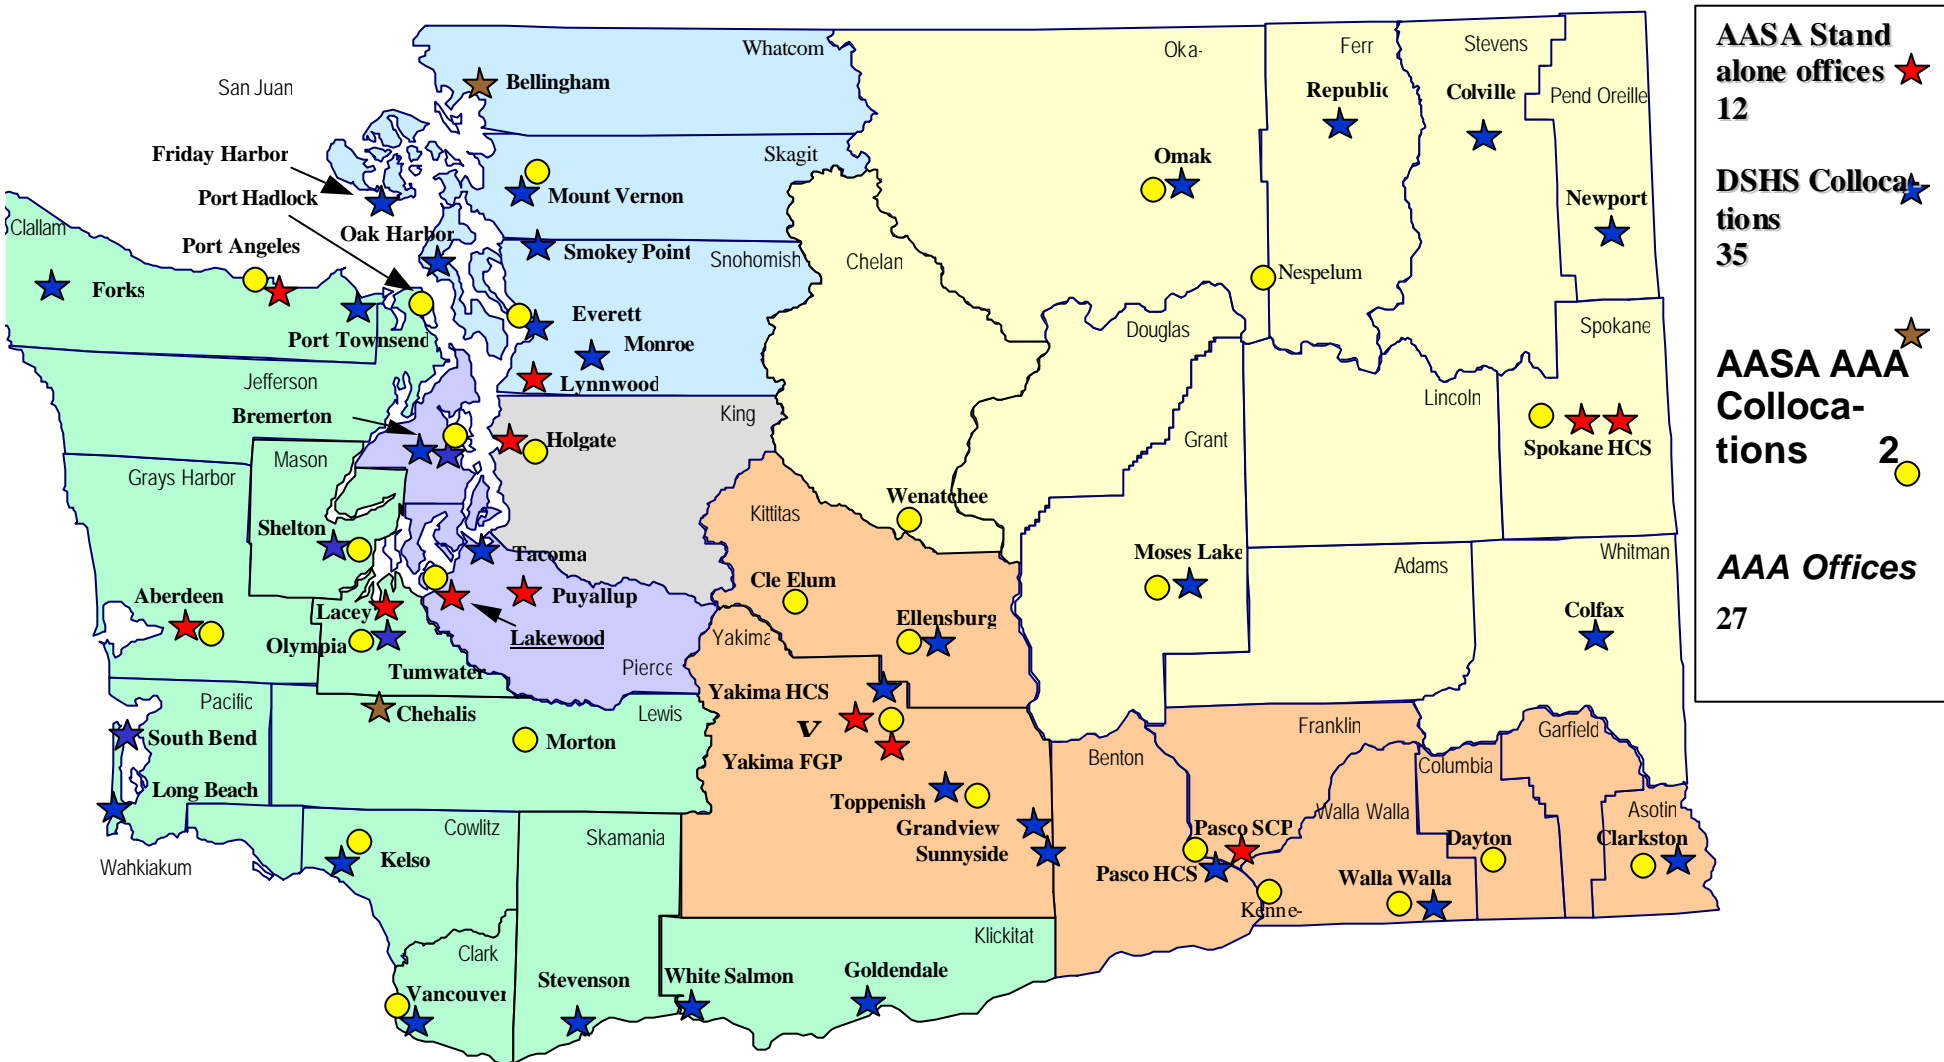 Whatcom
Oka-
Ferr
Stevens
San Juan
Bellingham
Republic
Colville
Pend Oreille
Friday Harbor
Skagit
Omak
Port Hadlock
Mount Vernon
Newport
Clallam
Port Angeles
Oak Harbor
Smokey Point
Snohomish
Chelan
Nespelum
Forks
Everett
Douglas
Spokane
Port Townsend
Monroe
Jefferson
Lynnwood
Lincoln
Bremerton
King
Holgate
Grant
Spokane HCS
Mason
Grays Harbor
Wenatchee
Kittitas
Shelton
Tacoma
Moses Lake
Whitman
Cle Elum
Adams
Aberdeen
Lacey
Puyallup
Ellensburg
Colfax
Olympia
Lakewood
Yakima
Tumwater
Pierce
Pacific
Yakima HCS
Chehalis
Lewis
V
Franklin
Garfield
South Bend
Morton
Yakima FGP
Benton
Columbia
Long Beach
Toppenish
Walla Walla
Asotin
Cowlitz
Skamania
Grandview
Pasco SCP
Dayton
Clarkston
Sunnyside
Wahkiakum
Kelso
Pasco HCS
Walla Walla
Kenne-
Clark
Klickitat
Vancouver
Stevenson
White Salmon
Goldendale
AASA Stand
alone offices
12
DSHS Colloca-
tions
35
AASA AAA
Colloca-
tions 2
AAA Offices
27